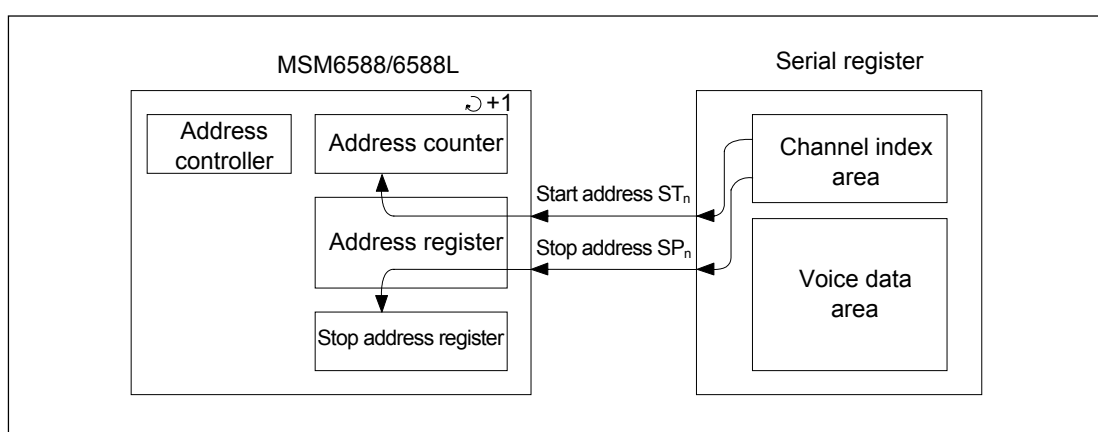 MSM6588/6588L
Serial register
+1
Address
controller
Address counter
Channel index
area
Start address STn
Address register
Stop address SPn
Voice data
area
Stop address register